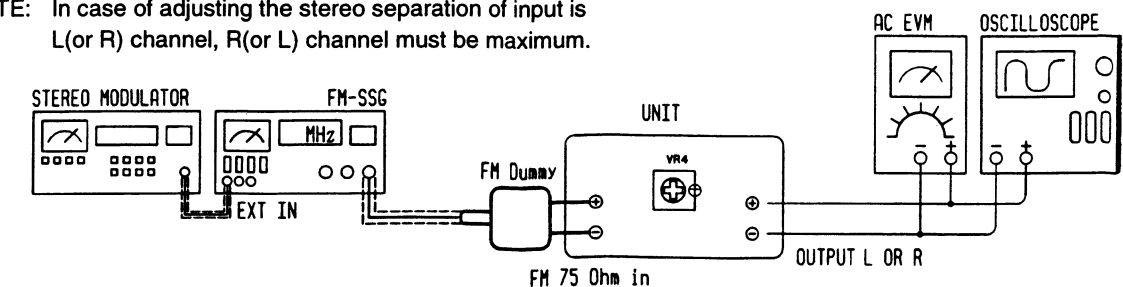 TE: In case of adjusting the stereo separation of input is
L(or R) channel, R(or L) channel must be maximum.
AC EVM OSCILLOSCOPE
STEREO MODULATOR FM-SSG
UNIT
MHz
VR4
FM Dummy
EXT IN
OUTPUT L OR R
FM 75 Ohm in